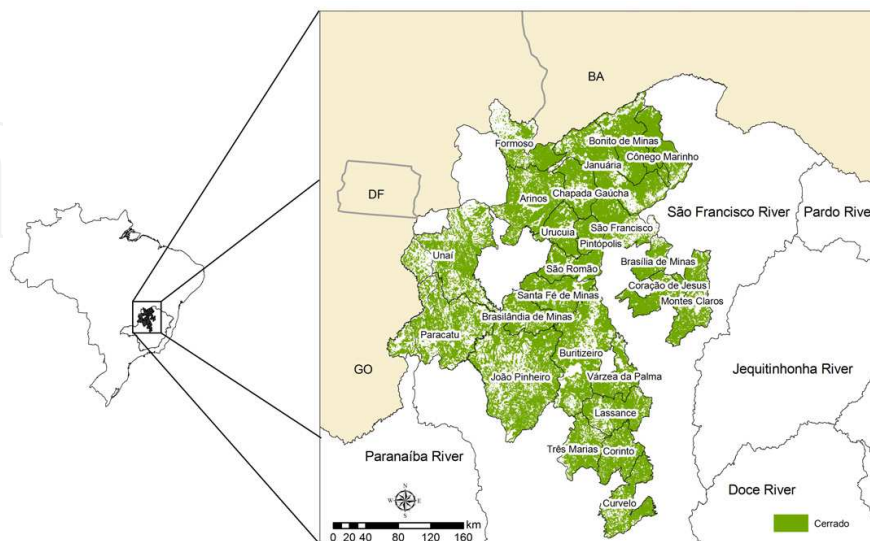 BA
Formoso
Bonito de Minas
Januária
Cônego Marinho
DF
Chapada Gaúcha
Arinos
São Francisco River
Pardo River
Urucuia
São Francisco
Pintópolis
Unaí
Brasília de Minas
São Romão
Coração de Jesus
Santa Fé de Minas
Montes Claros
Brasilândia de Minas
Paracatu
Buritizeiro
GO
João Pinheiro
Várzea da Palma
Jequitinhonha River
Lassance
Três Marias
Corinto
Paranaíba River
Doce River
N
W
E
S
Curvelo
km
0 20 40 80 120 160
Cerrado